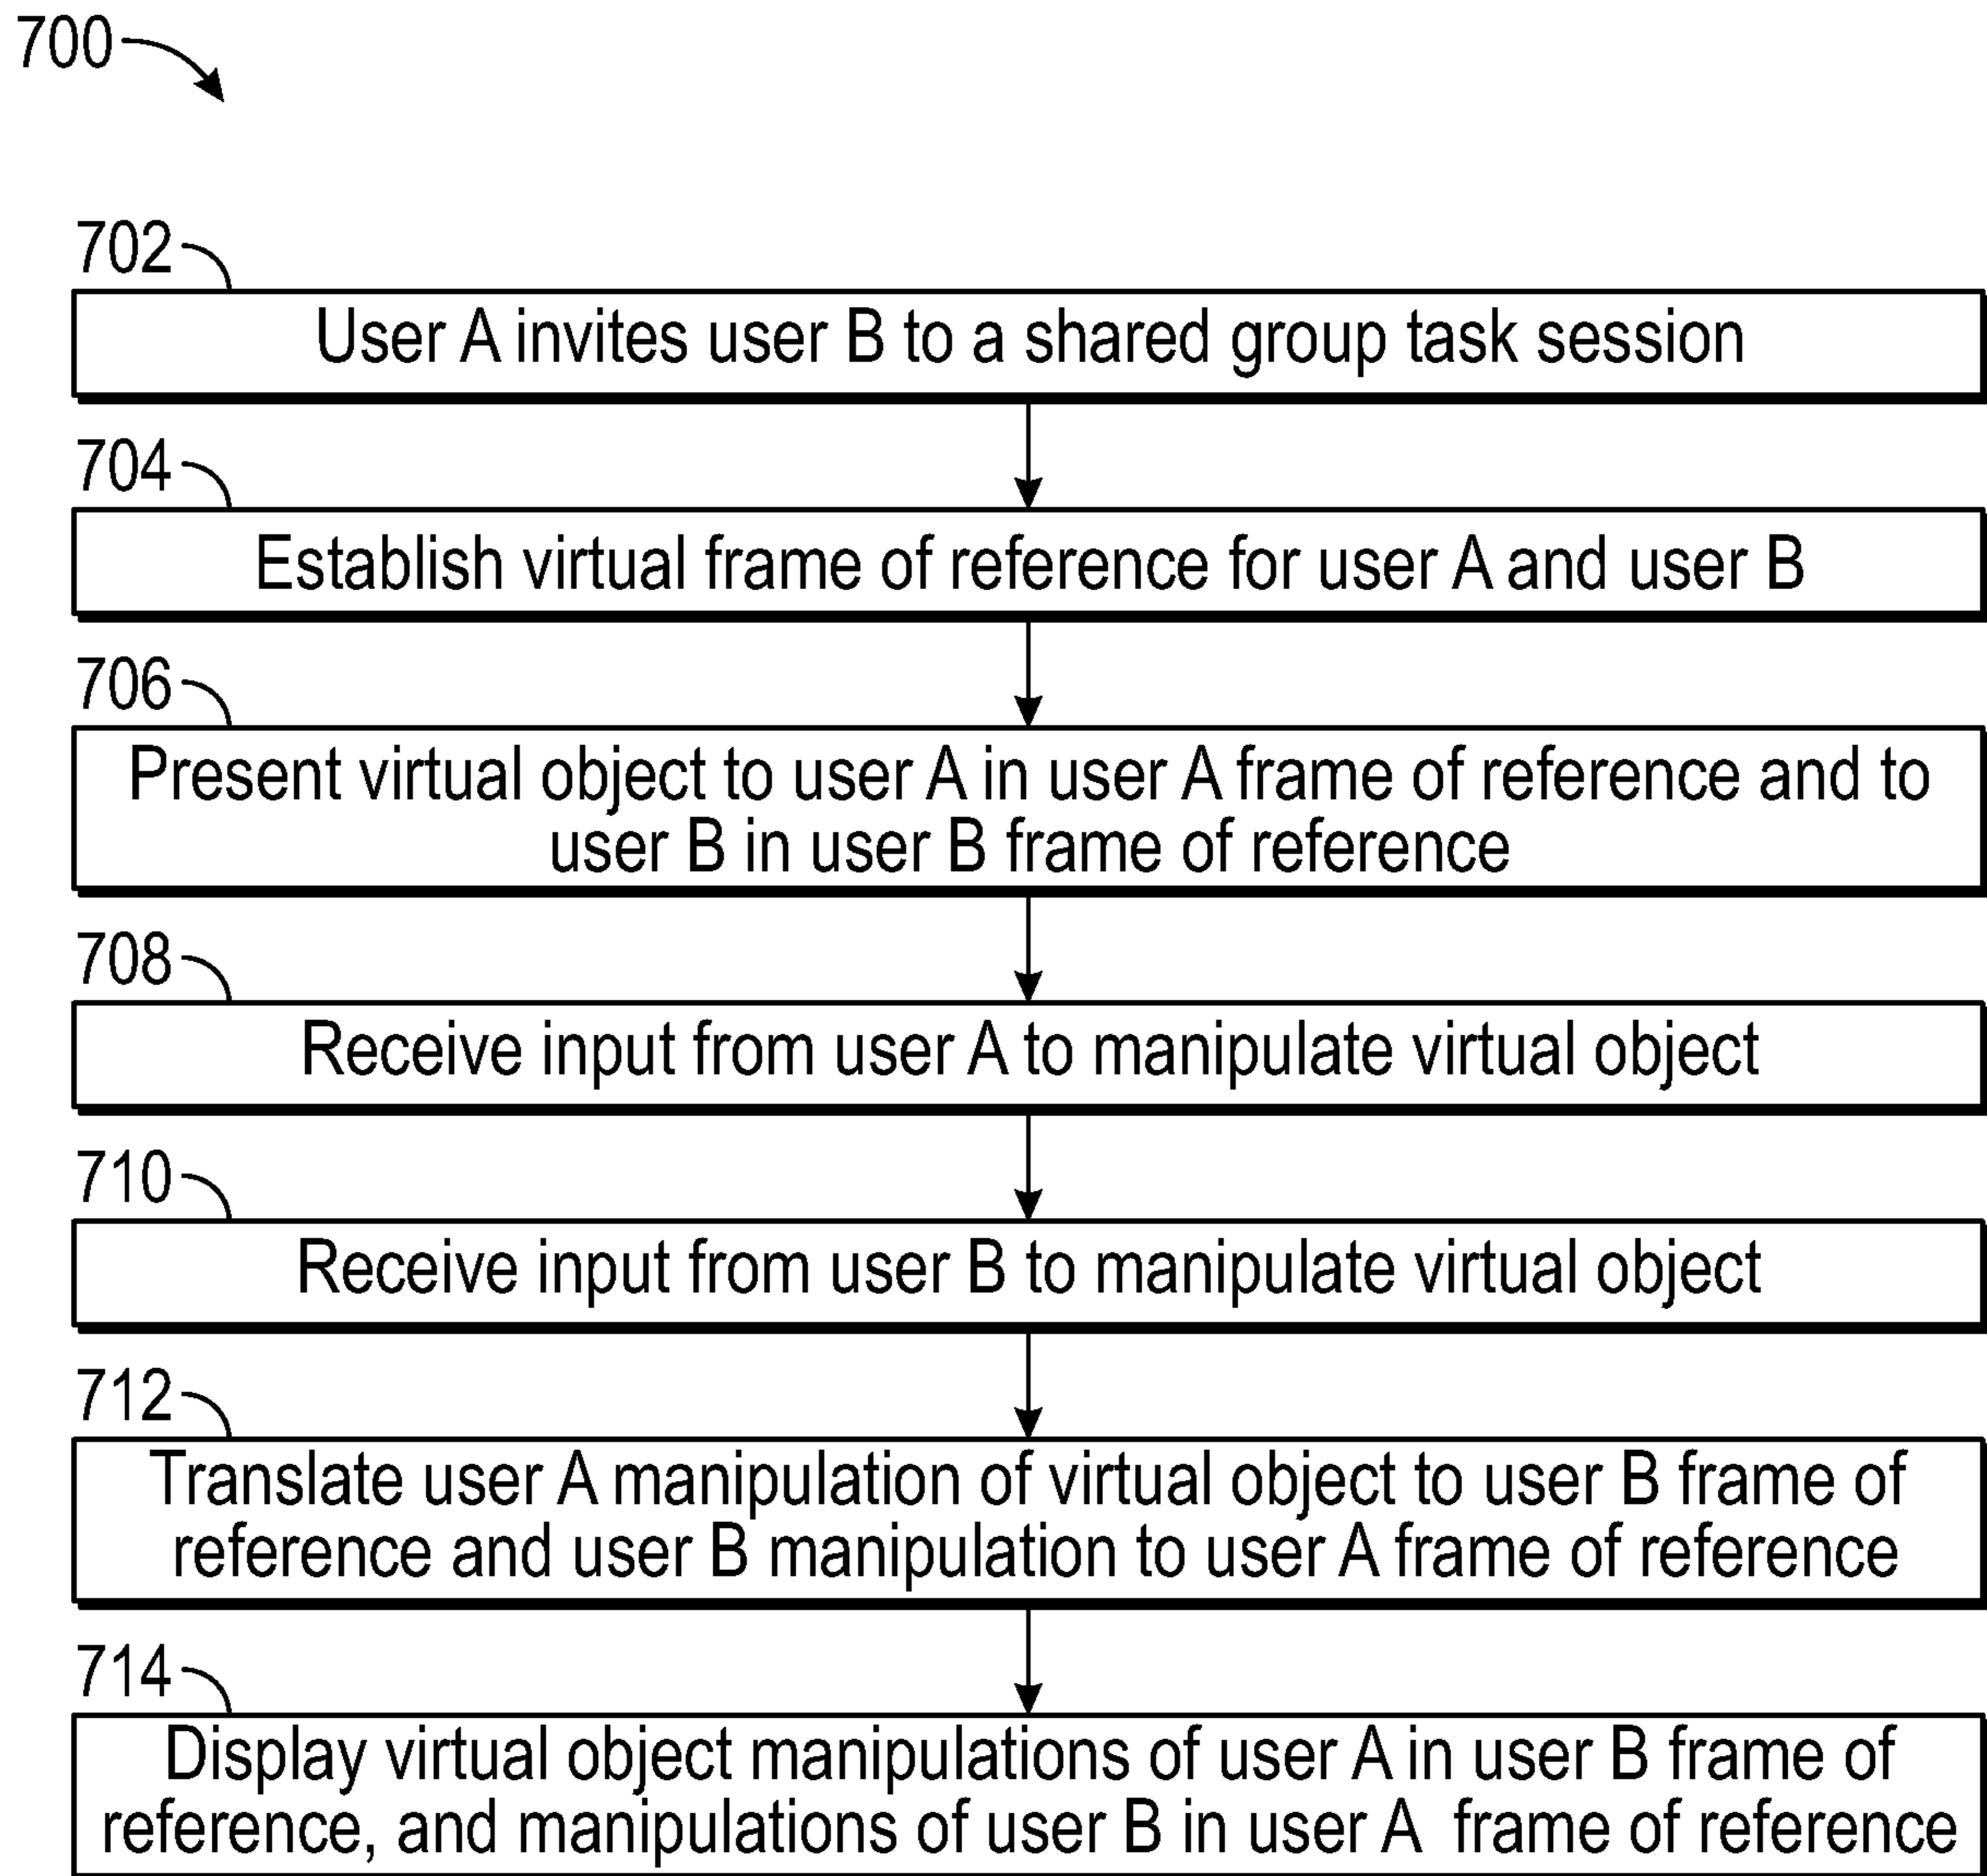 700
702
User A invites user B to a shared group task session
704
Establish virtual frame of reference for user A and user B
706
Present virtual object to user A in user A frame of reference and to
user B in user B frame of reference
708
Receive input from user A to manipulate virtual object
710
Receive input from user B to manipulate virtual object
712
Translate user A manipulation of virtual object to user B frame of
reference and user B manipulation to user A frame of reference
714
Display virtual object manipulations of user A in user B frame of
reference, and manipulations of user B in user A frame of reference